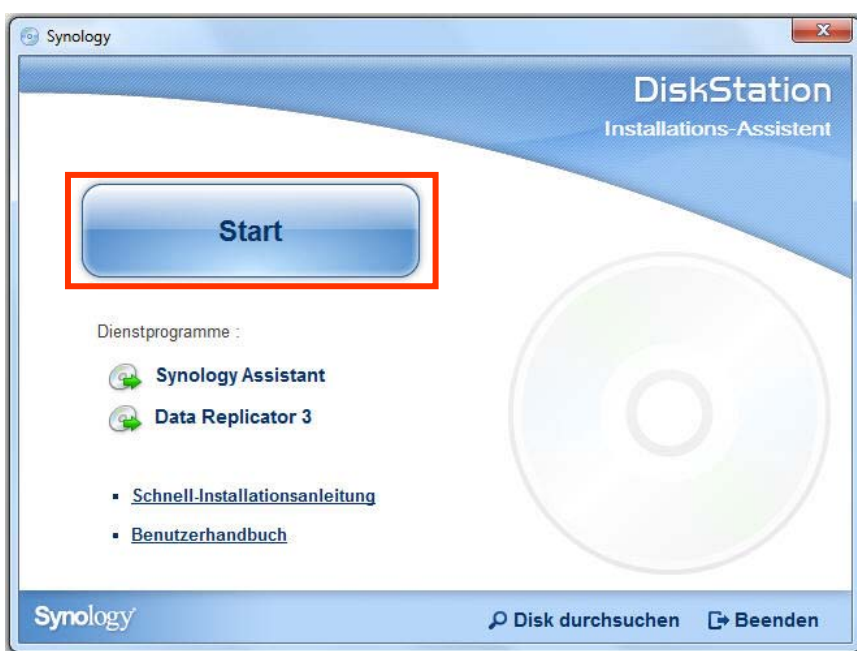 Synology
DiskStation
Installations-Assistent
Start
Dienstprogramme :
Synology Assistant
Data Replicator 3
Schnell-Installationsanleitung
Benutzerhandbuch
Synology
Disk durchsuchen
Beenden